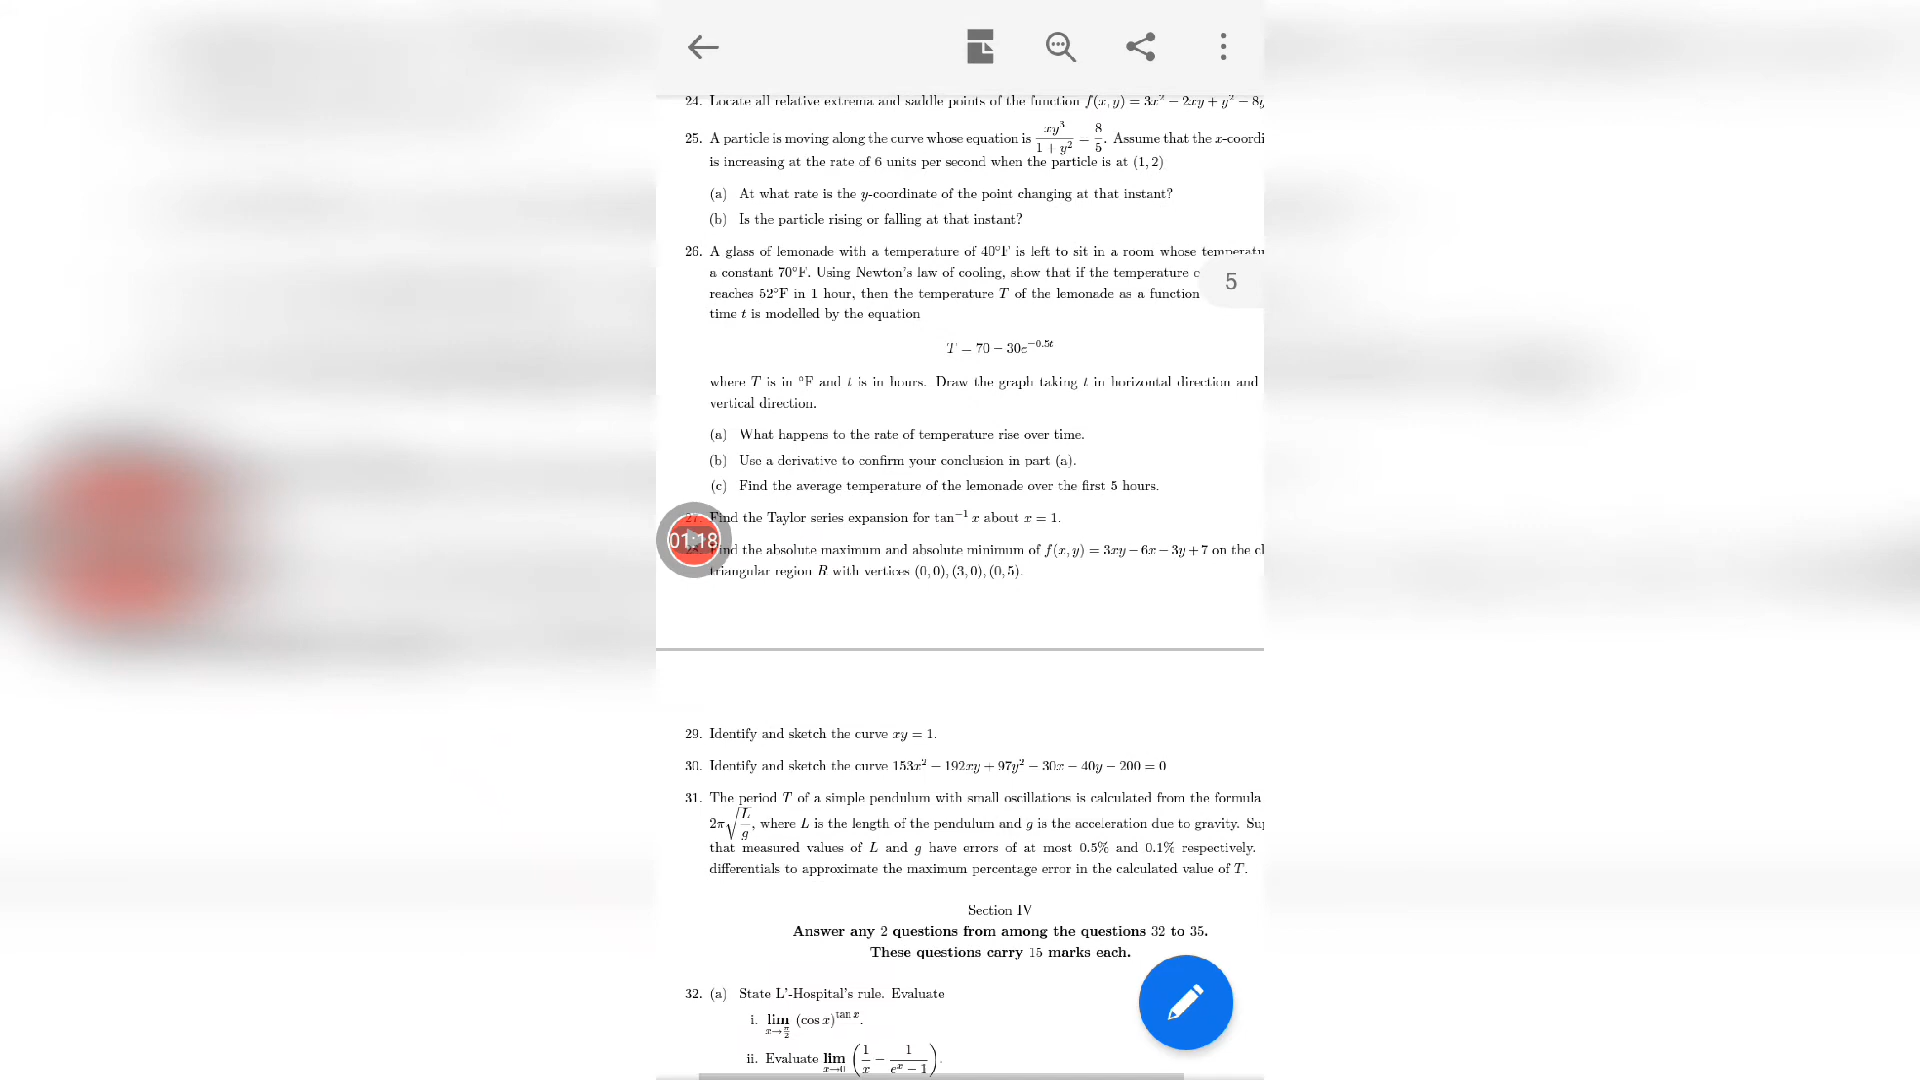 24. Locate all relative extrema and saddle points of the function f(x, y) = 3x² − 2xy + y² − 8y
25. A particle is moving along the curve whose equation is xy³/(1 + y²) = 8/5. Assume that the x-coordi
is increasing at the rate of 6 units per second when the particle is at (1, 2)
(a) At what rate is the y-coordinate of the point changing at that instant?
(b) Is the particle rising or falling at that instant?
26. A glass of lemonade with a temperature of 40°F is left to sit in a room whose temperatu
a constant 70°F. Using Newton's law of cooling, show that if the temperature
5
reaches 52°F in 1 hour, then the temperature T of the lemonade as a function
time t is modelled by the equation
T = 70 − 30e^{−0.5t}
where T is in °F and t is in hours. Draw the graph taking t in horizontal direction and
vertical direction.
(a) What happens to the rate of temperature rise over time.
(b) Use a derivative to confirm your conclusion in part (a).
(c) Find the average temperature of the lemonade over the first 5 hours.
27. Find the Taylor series expansion for tan⁻¹ x about x = 1.
01:18
28. Find the absolute maximum and absolute minimum of f(x, y) = 3xy − 6x − 3y + 7 on the cl
triangular region R with vertices (0, 0), (3, 0), (0, 5).
29. Identify and sketch the curve xy = 1.
30. Identify and sketch the curve 153x² − 192xy + 97y² − 30x − 40y − 200 = 0
31. The period T of a simple pendulum with small oscillations is calculated from the formula
2π√(L/g), where L is the length of the pendulum and g is the acceleration due to gravity. Sup
that measured values of L and g have errors of at most 0.5% and 0.1% respectively.
differentials to approximate the maximum percentage error in the calculated value of T.
Section IV
Answer any 2 questions from among the questions 32 to 35.
These questions carry 15 marks each.
32. (a) State L'-Hospital's rule. Evaluate
i. lim x→π/2 (cos x)^{tan x}.
ii. Evaluate lim x→0 (1/x − 1/(eˣ − 1)).